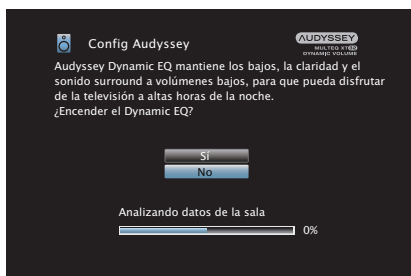 Config Audyssey
AUDYSSEY
MULTEQ XT32
DYNAMIC VOLUME
Audyssey Dynamic EQ mantiene los bajos, la claridad y el
sonido surround a volúmenes bajos, para que pueda disfrutar
de la televisión a altas horas de la noche.
¿Encender el Dynamic EQ?
Sí
No
Analizando datos de la sala
0%